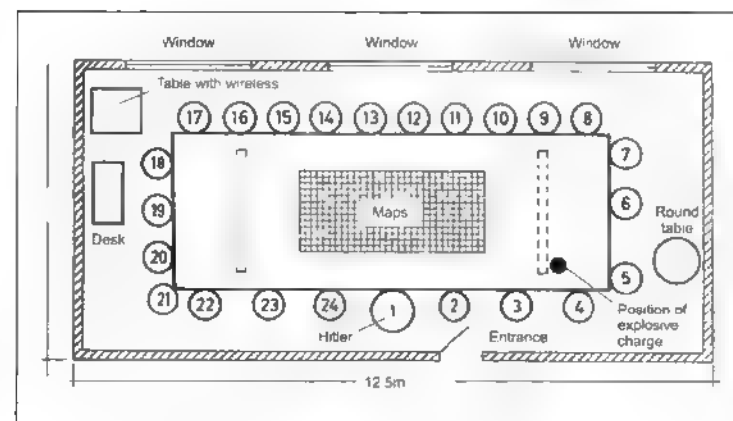 Window Window Window
Table with wireless
17 16 15 14 13 12 11 10 9 8
18 7
19 Maps 6
Desk Round
table
20 5
21 22 23 24 1 2 3 4
Hitler Entrance Position of
explosive
charge
12 5m